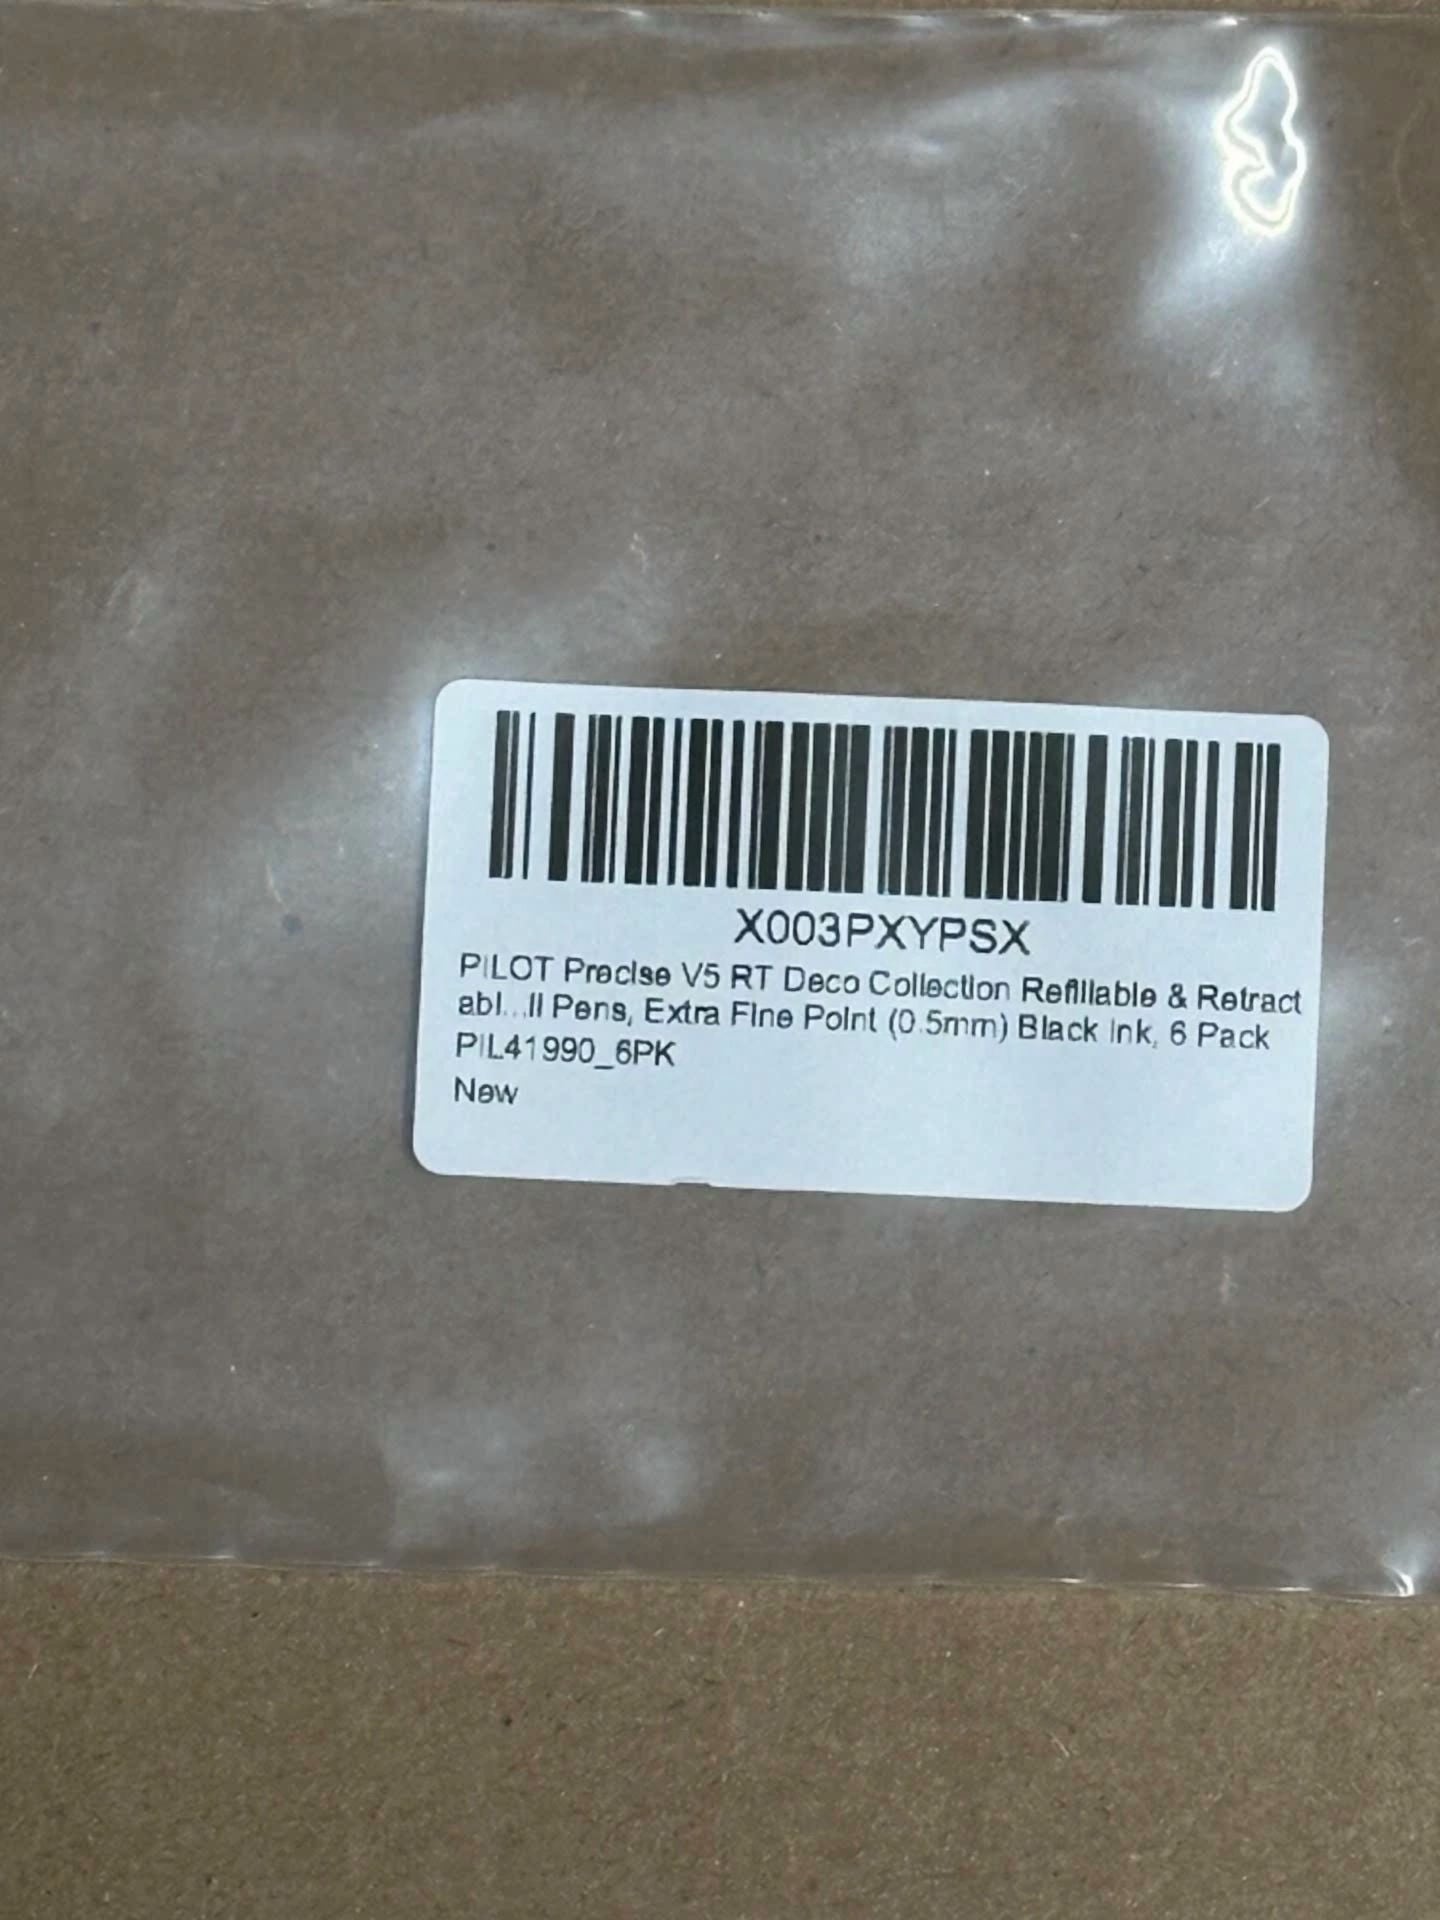 X003PXYPSX
PILOT Precise V5 RT Deco Collection Refillable & Retract
abl...ll Pens, Extra Fine Point (0.5mm) Black Ink, 6 Pack
PIL41990_6PK
New